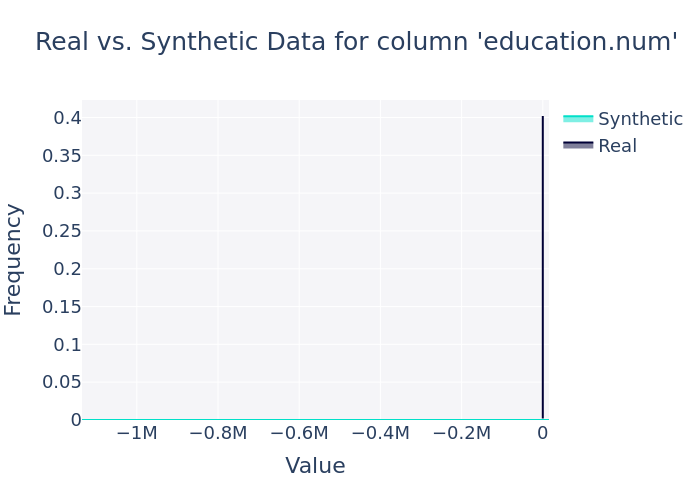 Real vs. Synthetic Data for column 'education.num'
Synthetic
Real
Frequency
0.4
0.35
0.3
0.25
0.2
0.15
0.1
0.05
0
−1M −0.8M −0.6M −0.4M −0.2M 0
Value